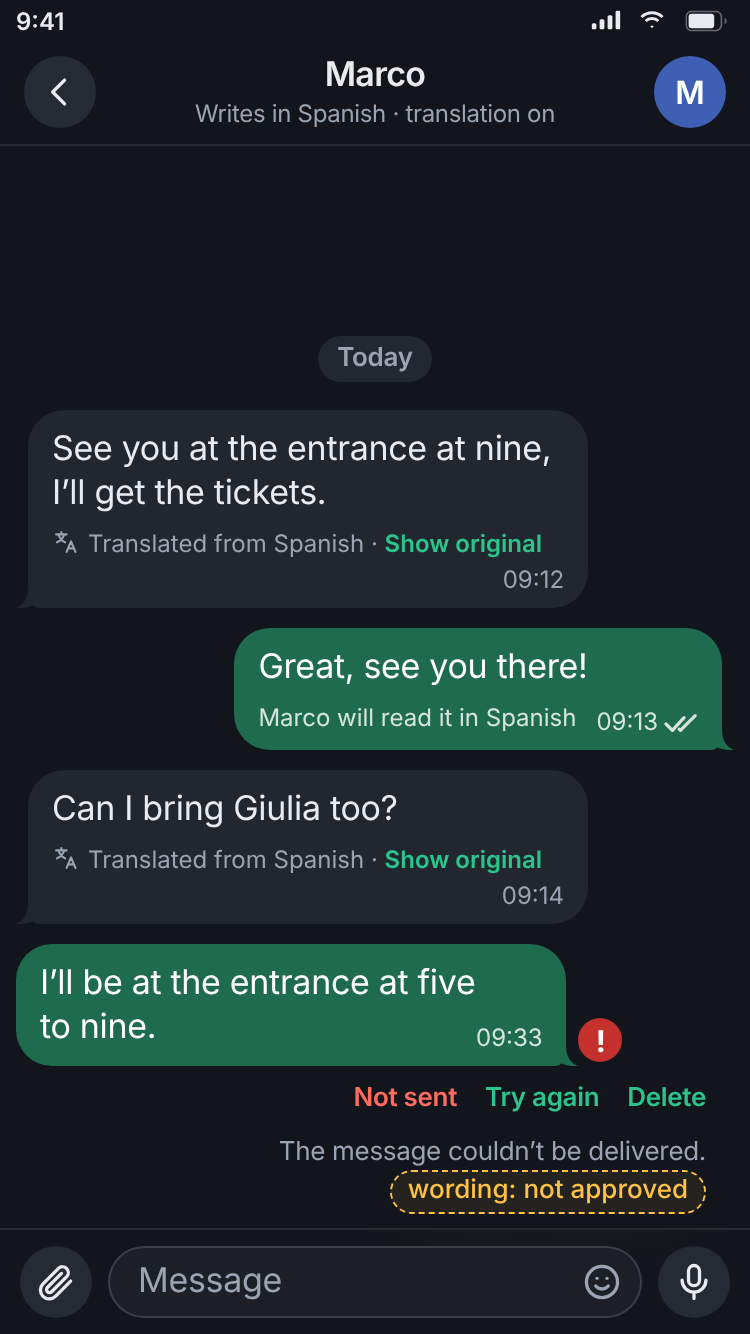 9:41
Marco
Writes in Spanish · translation on
M
Today
See you at the entrance at nine,
I’ll get the tickets.
Translated from Spanish · Show original
09:12
Great, see you there!
Marco will read it in Spanish 09:13
Can I bring Giulia too?
Translated from Spanish · Show original
09:14
I’ll be at the entrance at five
to nine. 09:33
!
Not sent Try again Delete
The message couldn’t be delivered.
wording: not approved
Message